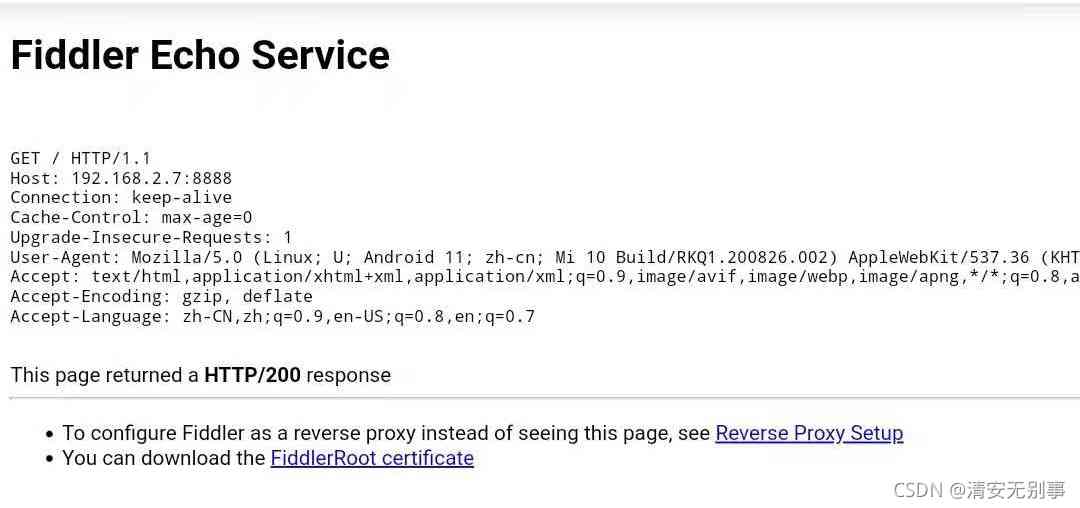 Fiddler Echo Service
GET / HTTP/1.1
Host: 192.168.2.7:8888
Connection: keep-alive
Cache-Control: max-age=0
Upgrade-Insecure-Requests: 1
User-Agent: Mozilla/5.0 (Linux; U; Android 11; zh-cn; Mi 10 Build/RKQ1.200826.002) AppleWebKit/537.36 (KHT
Accept: text/html,application/xhtml+xml,application/xml;q=0.9,image/avif,image/webp,image/apng,*/*;q=0.8,a
Accept-Encoding: gzip, deflate
Accept-Language: zh-CN,zh;q=0.9,en-US;q=0.8,en;q=0.7
This page returned a HTTP/200 response
• To configure Fiddler as a reverse proxy instead of seeing this page, see Reverse Proxy Setup
• You can download the FiddlerRoot certificate
CSDN @清安无别事